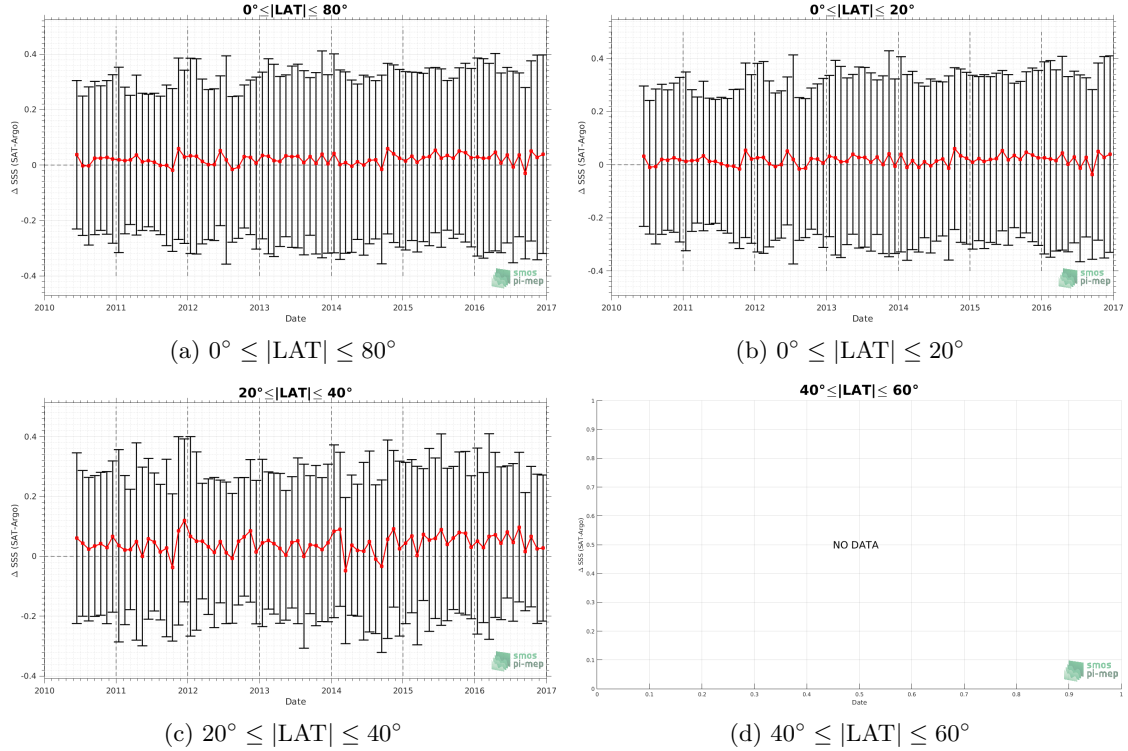 0°≤|LAT|≤ 80°
0.4
0.2
0
-0.2
-0.4
Δ SSS (SAT-Argo)
2010 2011 2012 2013 2014 2015 2016 2017
Date
smos
pi-mep
(a) 0° ≤ |LAT| ≤ 80°
0°≤|LAT|≤ 20°
0.4
0.2
0
-0.2
-0.4
Δ SSS (SAT-Argo)
2010 2011 2012 2013 2014 2015 2016 2017
Date
smos
pi-mep
(b) 0° ≤ |LAT| ≤ 20°
20°≤|LAT|≤ 40°
0.4
0.2
0
-0.2
-0.4
Δ SSS (SAT-Argo)
2010 2011 2012 2013 2014 2015 2016 2017
Date
smos
pi-mep
(c) 20° ≤ |LAT| ≤ 40°
40°≤|LAT|≤ 60°
1
0.9
0.8
0.7
0.6
0.5
0.4
0.3
0.2
0.1
0
Δ SSS (SAT-Argo)
NO DATA
0 0.1 0.2 0.3 0.4 0.5 0.6 0.7 0.8 0.9 1
Date
smos
pi-mep
(d) 40° ≤ |LAT| ≤ 60°